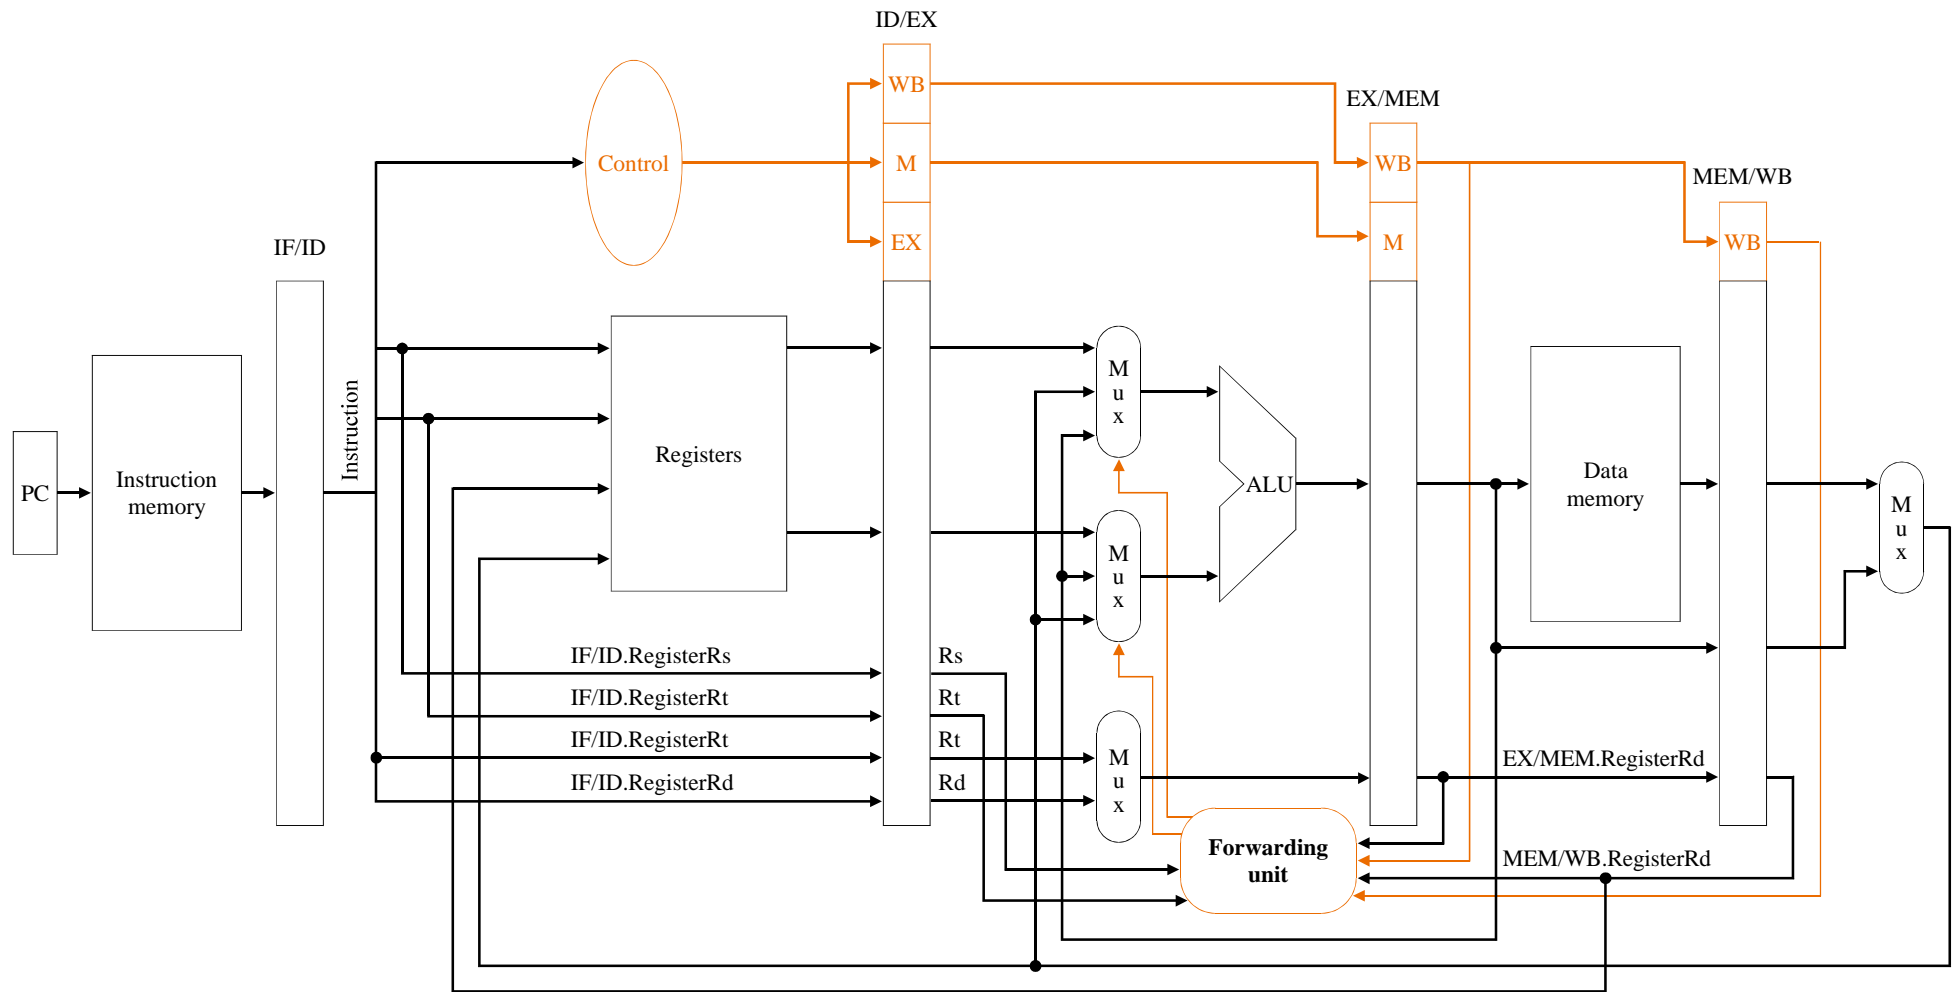 ID/EX
WB
EX/MEM
Control
M
WB
MEM/WB
IF/ID
EX
M
WB
Instruction
M
u
x
Registers
PC
Instruction
memory
ALU
Data
memory
M
u
x
M
u
x
IF/ID.RegisterRs
Rs
IF/ID.RegisterRt
Rt
IF/ID.RegisterRt
Rt
IF/ID.RegisterRd
Rd
M
u
x
EX/MEM.RegisterRd
Forwarding
unit
MEM/WB.RegisterRd